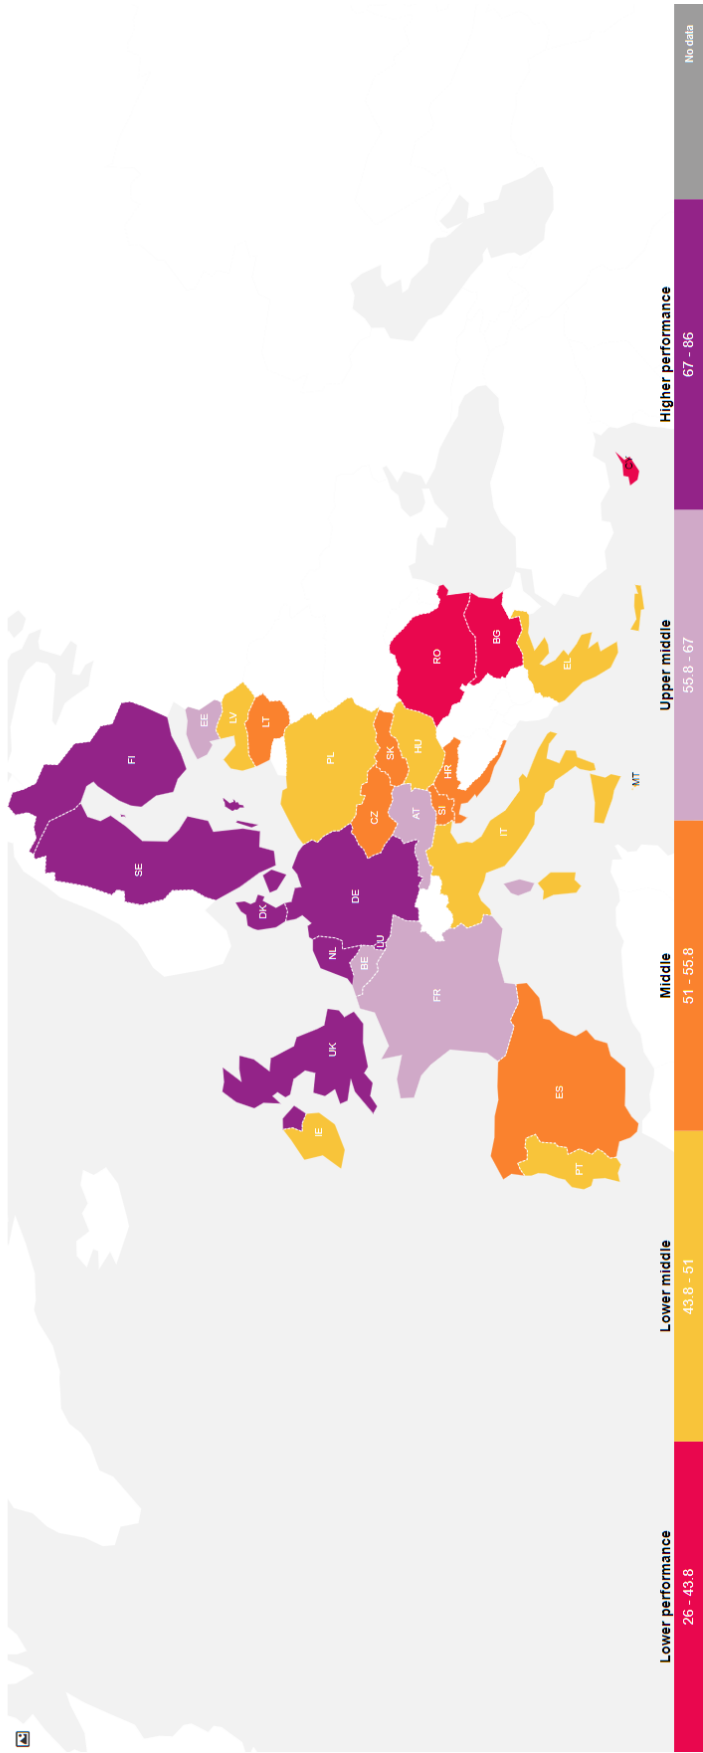 FI
SE
EE
LV
LT
DK
UK
IE
NL
PL
DE
BE
LU
CZ
SK
FR
AT
HU
RO
SI
HR
BG
IT
ES
PT
EL
MT
CY
Lower performance
Lower middle
Middle
Upper middle
Higher performance
26 - 43.8
43.8 - 51
51 - 55.8
55.8 - 67
67 - 86
No data